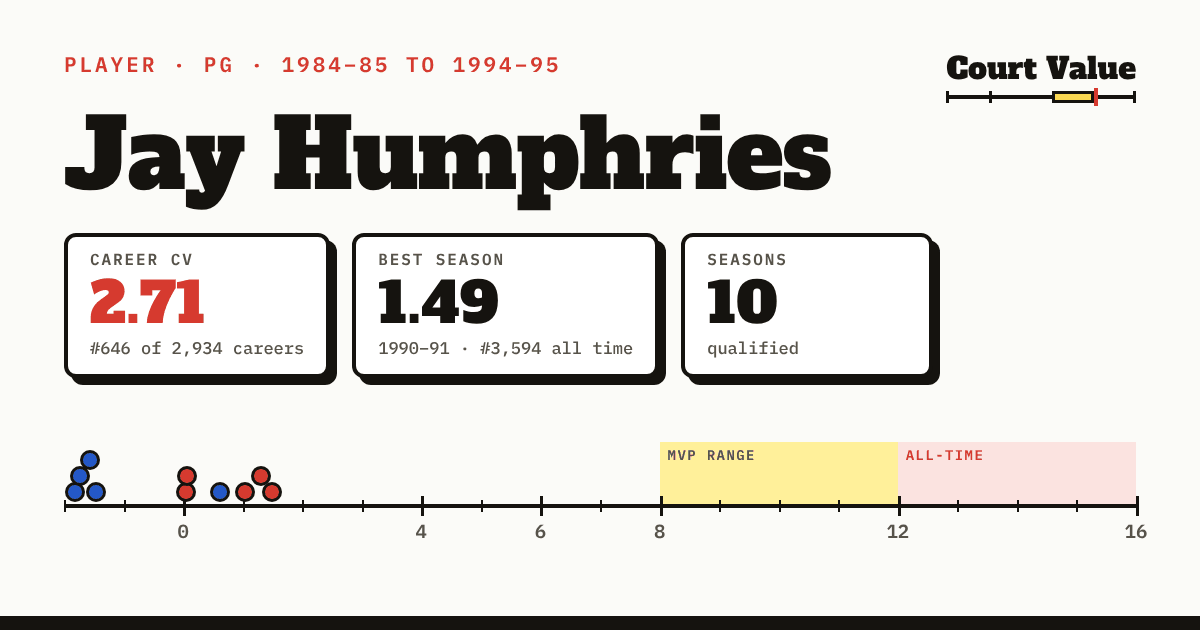 PLAYER · PG · 1984–85 TO 1994–95
Court Value
Jay Humphries
CAREER CV
2.71
#646 of 2,934 careers
BEST SEASON
1.49
1990–91 · #3,594 all time
SEASONS
10
qualified
MVP RANGE
ALL-TIME
0
4
6
8
12
16